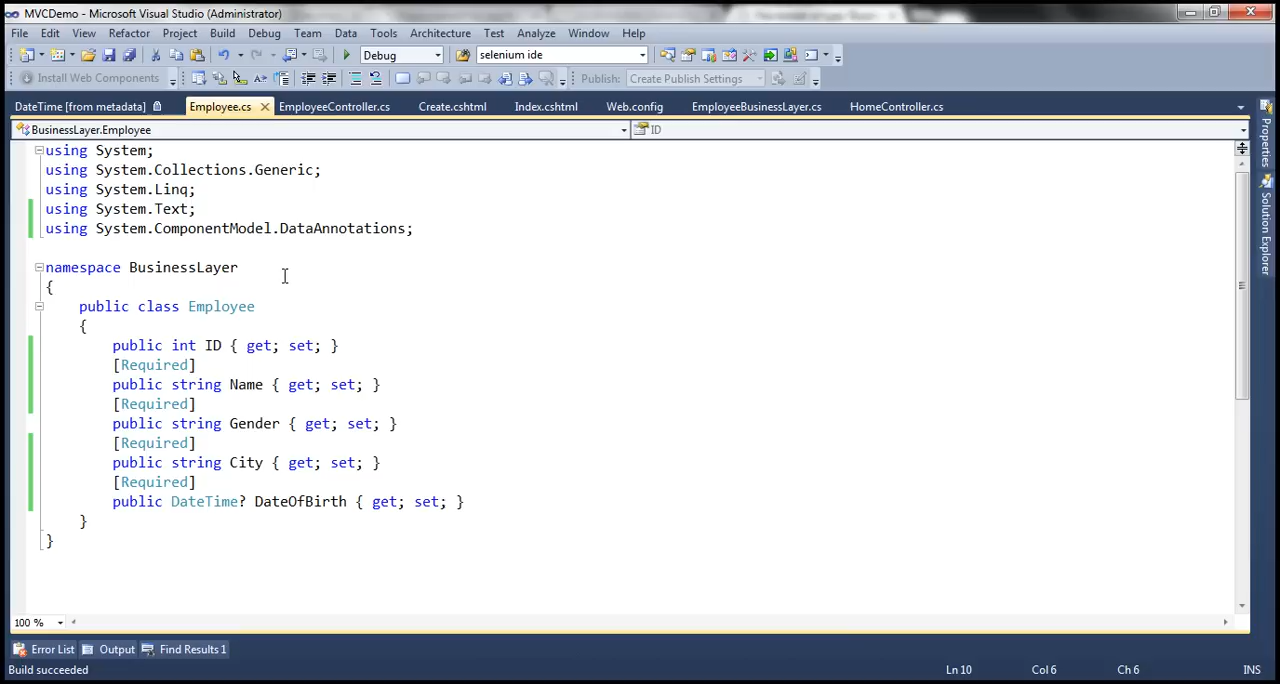 MVCDemo - Microsoft Visual Studio (Administrator)
File Edit View Refactor Project Build Debug Team Data Tools Architecture Test Analyze Window Help
Debug selenium ide
Install Web Components Publish: Create Publish Settings
DateTime [from metadata] Employee.cs EmployeeController.cs Create.cshtml Index.cshtml Web.config EmployeeBusinessLayer.cs HomeController.cs
BusinessLayer.Employee ID
using System;
using System.Collections.Generic;
using System.Linq;
using System.Text;
using System.ComponentModel.DataAnnotations;
namespace BusinessLayer
{
public class Employee
{
public int ID { get; set; }
[Required]
public string Name { get; set; }
[Required]
public string Gender { get; set; }
[Required]
public string City { get; set; }
[Required]
public DateTime? DateOfBirth { get; set; }
}
}
Properties
Solution Explorer
100 %
Error List Output Find Results 1
Build succeeded Ln 10 Col 6 Ch 6 INS